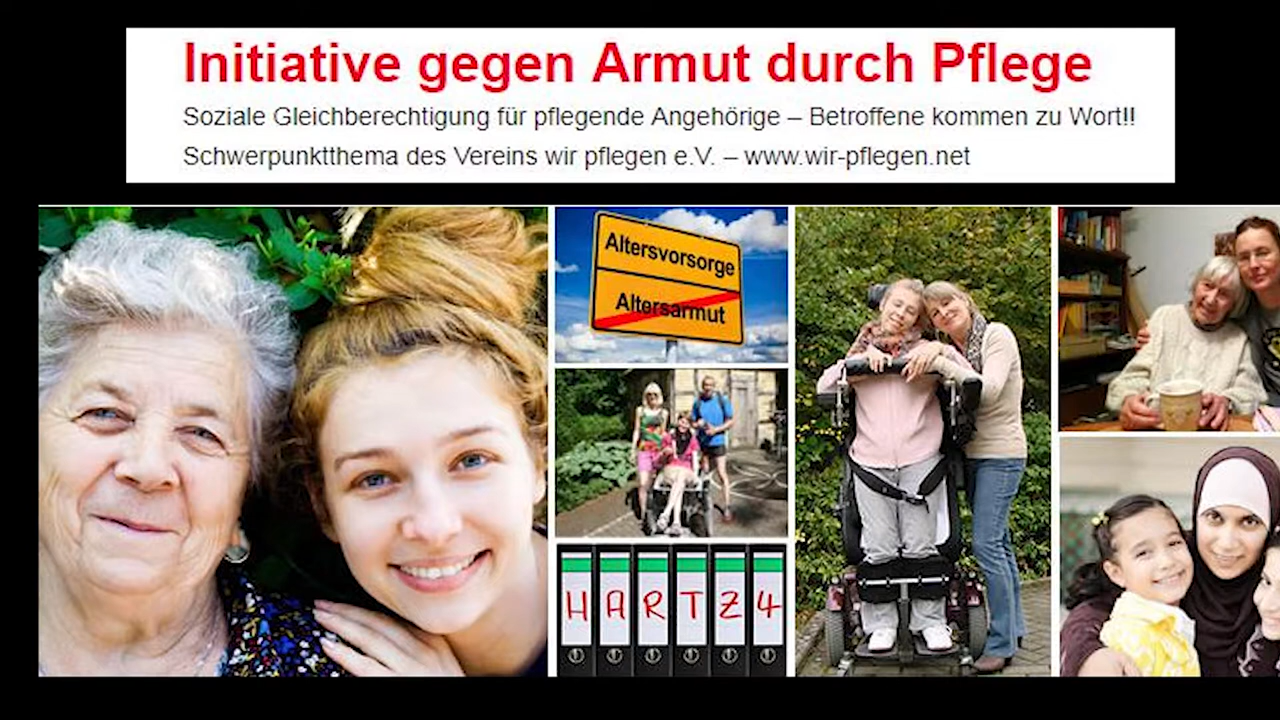 Initiative gegen Armut durch Pflege
Soziale Gleichberechtigung für pflegende Angehörige – Betroffene kommen zu Wort!!
Schwerpunktthema des Vereins wir pflegen e.V. – www.wir-pflegen.net
Altersvorsorge
Altersarmut
HARTZ4